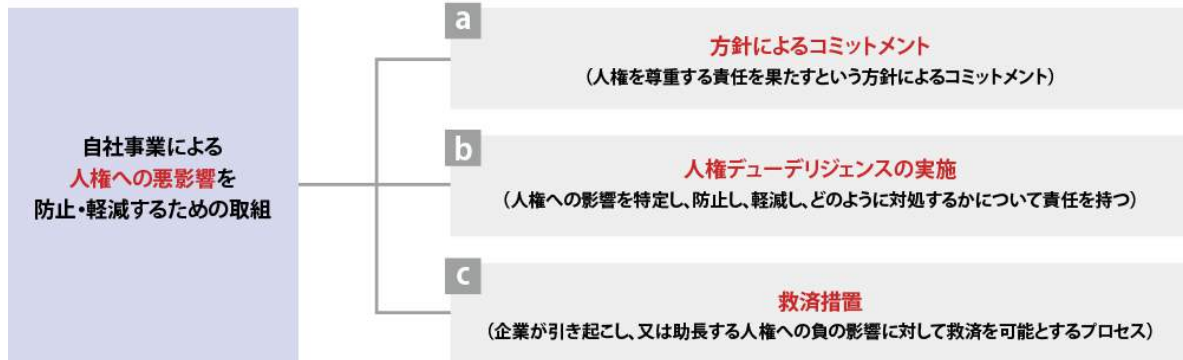 自社事業による
人権への悪影響を
防止・軽減するための取組
a
方針によるコミットメント
(人権を尊重する責任を果たすという方針によるコミットメント)
b
人権デューデリジェンスの実施
(人権への影響を特定し、防止し、軽減し、どのように対処するかについて責任を持つ)
c
救済措置
(企業が引き起こし、又は助長する人権への負の影響に対して救済を可能とするプロセス)